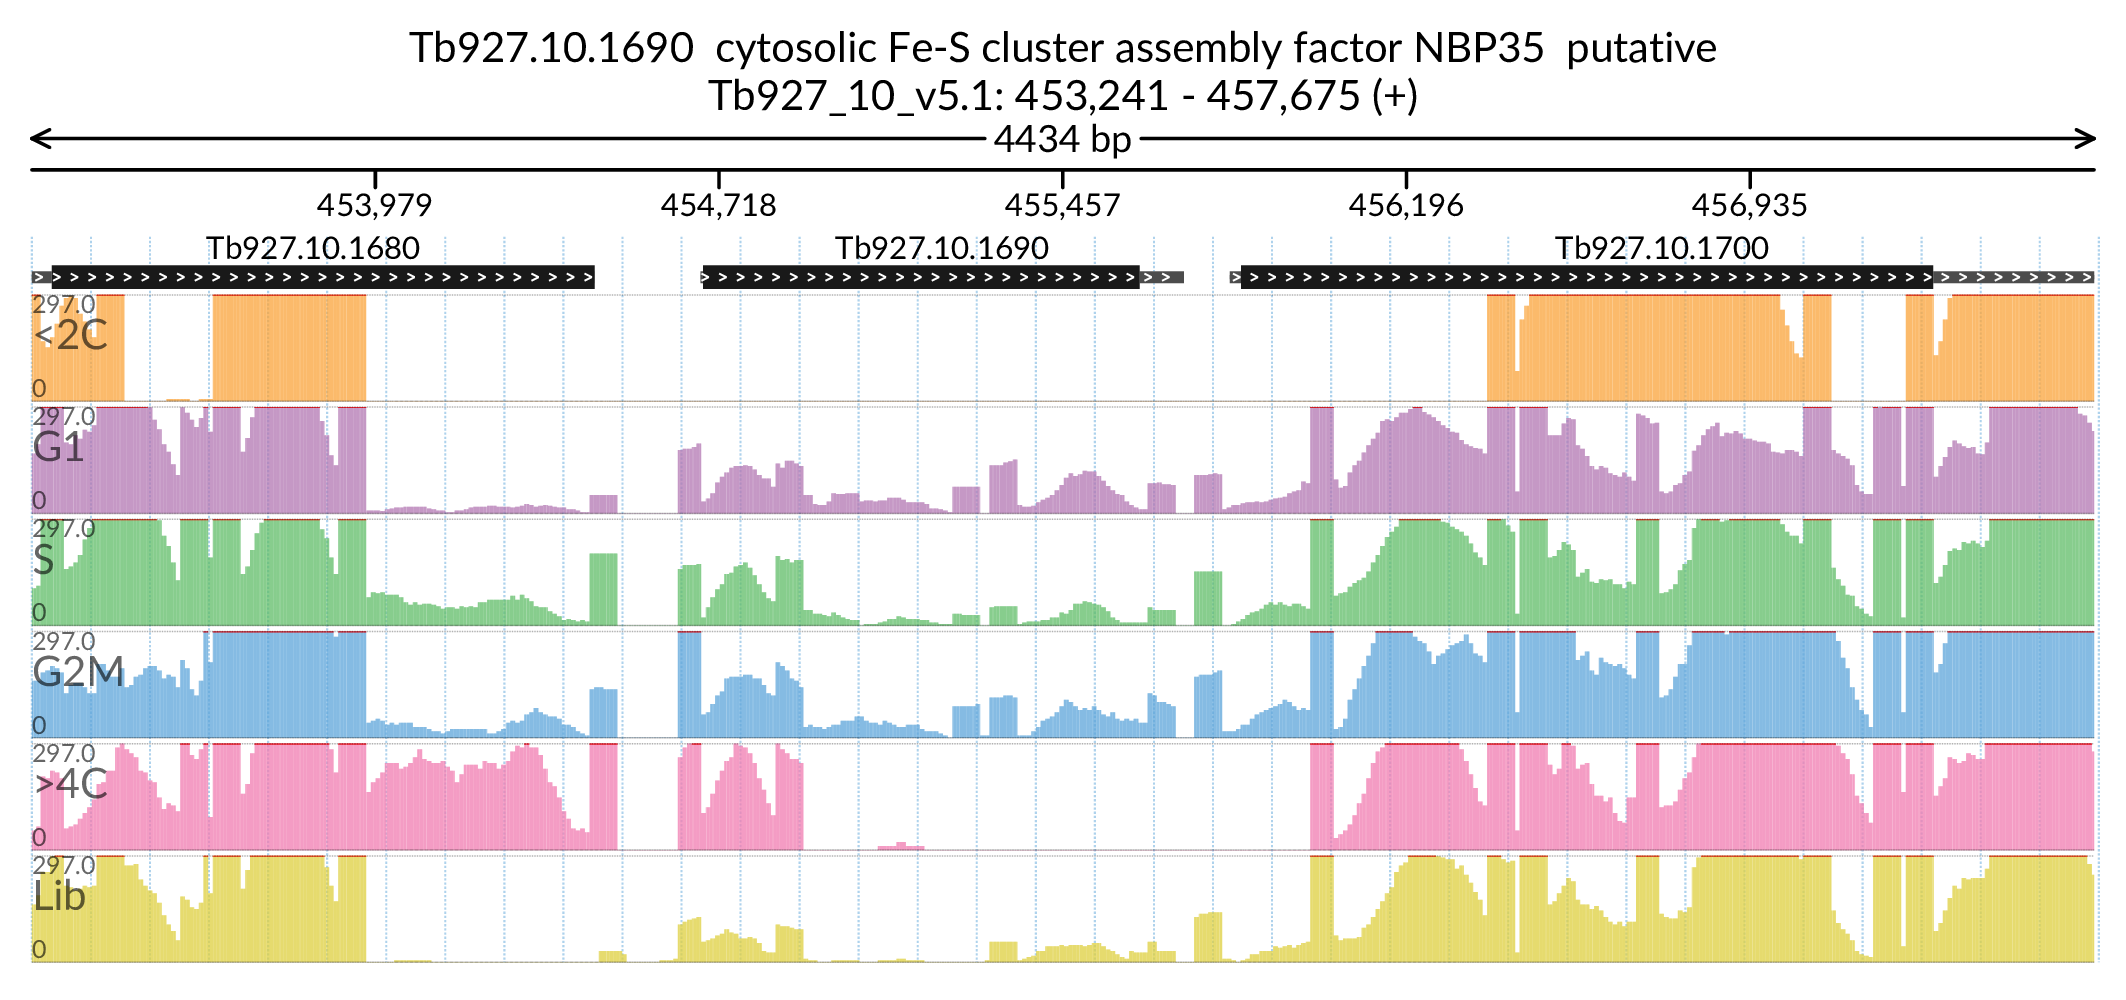 Tb927.10.1690 cytosolic Fe-S cluster assembly factor NBP35 putative
Tb927_10_v5.1: 453,241 - 457,675 (+)
4434 bp
453,979 454,718 455,457 456,196 456,935
Tb927.10.1680 Tb927.10.1690 Tb927.10.1700
297.0
<2C
0
297.0
G1
0
297.0
S
0
297.0
G2M
0
297.0
>4C
0
297.0
Lib
0